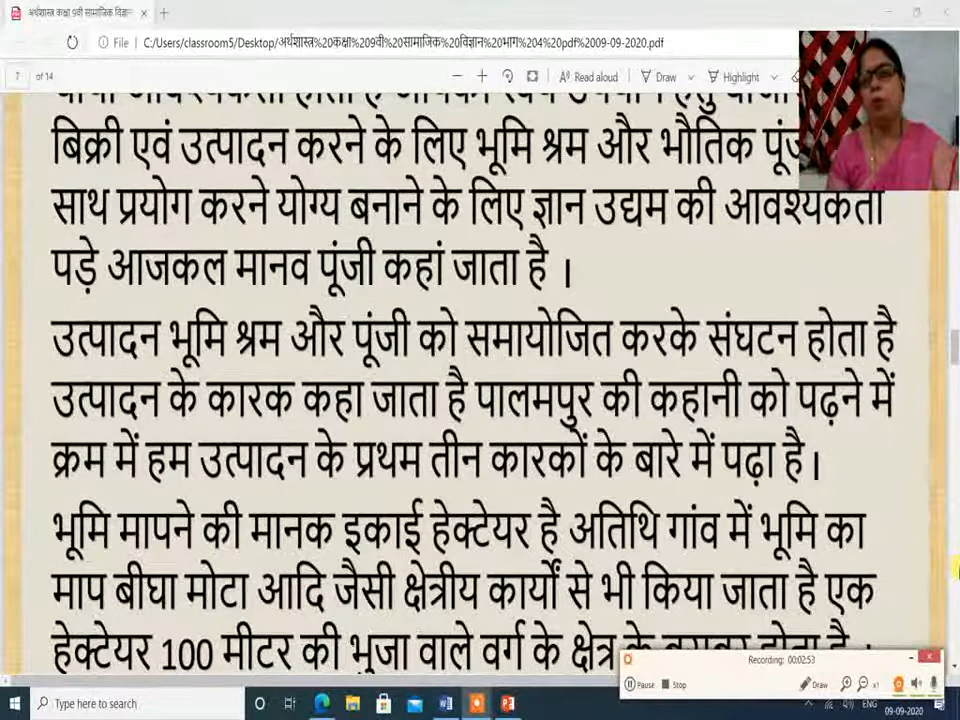 अर्थशास्त्र कक्षा 9वी सामाजिक विज्ञान
File C:/Users/classroom5/Desktop/अर्थशास्त्र%20कक्षा%209वी%20सामाजिक%20विज्ञान%20भाग%204%20pdf%2009-09-2020.pdf
7 of 14 Read aloud Draw Highlight
बिक्री एवं उत्पादन करने के लिए भूमि श्रम और भौतिक
साथ प्रयोग करने योग्य बनाने के लिए ज्ञान उद्यम की आवश्यकता
पड़े आजकल मानव पूंजी कहां जाता है ।
उत्पादन भूमि श्रम और पूंजी को समायोजित करके संघटन होता है
उत्पादन के कारक कहा जाता है पालमपुर की कहानी को पढ़ने में
क्रम में हम उत्पादन के प्रथम तीन कारकों के बारे में पढ़ा है।
भूमि मापने की मानक इकाई हेक्टेयर है अतिथि गांव में भूमि का
माप बीघा मोटा आदि जैसी क्षेत्रीय कार्यों से भी किया जाता है एक
हेक्टेयर 100 मीटर की भुजा वाले वर्ग के क्षेत्र के बराबर होता है ।
Recording: 00:02:53
Pause Stop Draw
Type here to search
ENG
09-09-2020